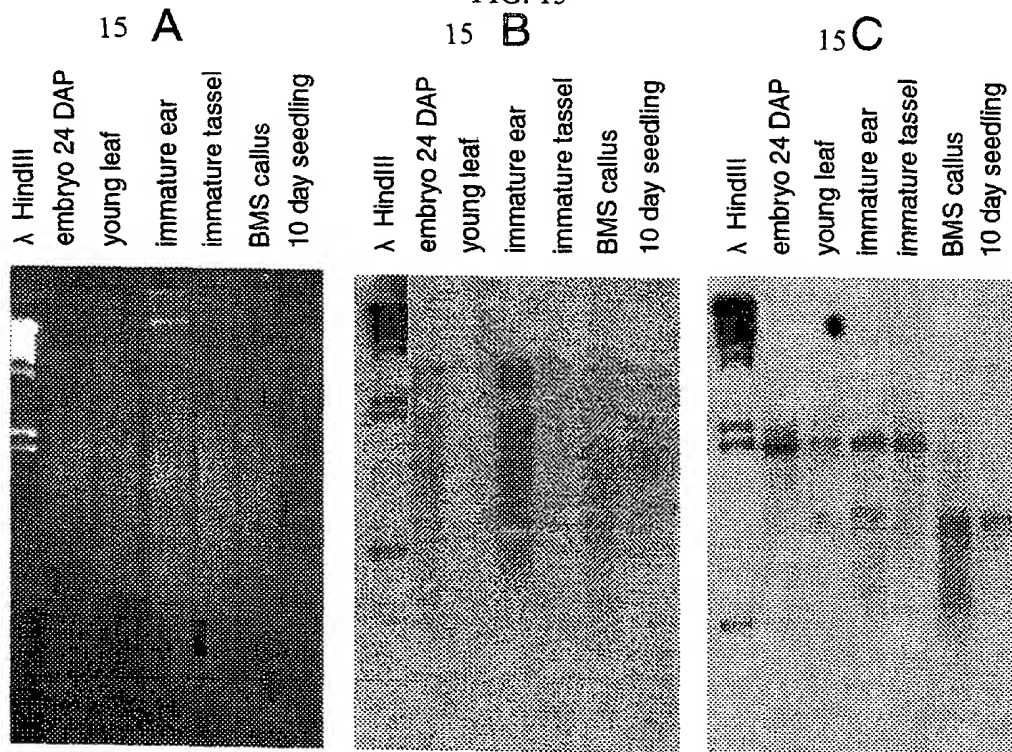 FIG. 15
15 A
λ HindIII
embryo 24 DAP
young leaf
immature ear
immature tassel
BMS callus
10 day seedling
15 B
λ HindIII
embryo 24 DAP
young leaf
immature ear
immature tassel
BMS callus
10 day seedling
15 C
λ HindIII
embryo 24 DAP
young leaf
immature ear
immature tassel
BMS callus
10 day seedling